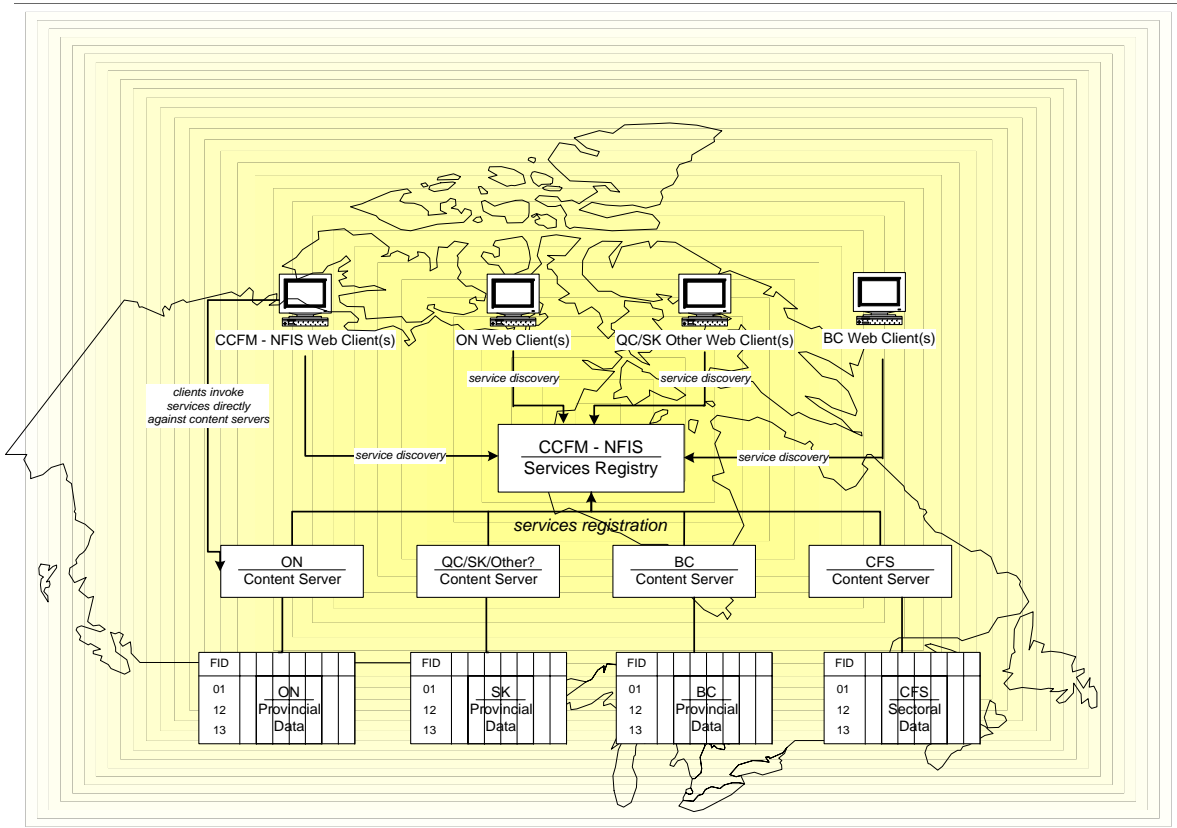 CCFM - NFIS Web Client(s)
ON Web Client(s)
QC/SK Other Web Client(s)
BC Web Client(s)
clients invoke
services directly
against content servers
service discovery
service discovery
service discovery
service discovery
CCFM - NFIS
Services Registry
services registration
ON
Content Server
QC/SK/Other?
Content Server
BC
Content Server
CFS
Content Server
FID
01
12
13
ON
Provincial
Data
FID
01
12
13
SK
Provincial
Data
FID
01
12
13
BC
Provincial
Data
FID
01
12
13
CFS
Sectoral
Data